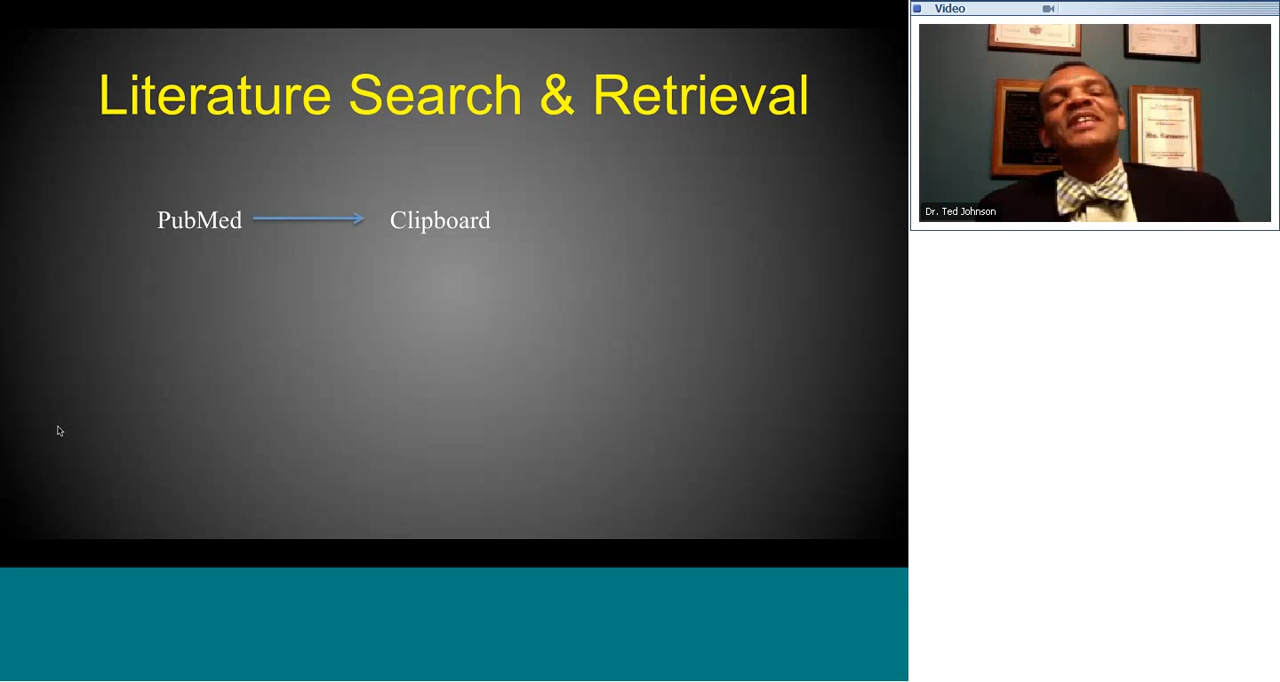 Literature Search & Retrieval
PubMed
Clipboard
Video
Dr. Ted Johnson